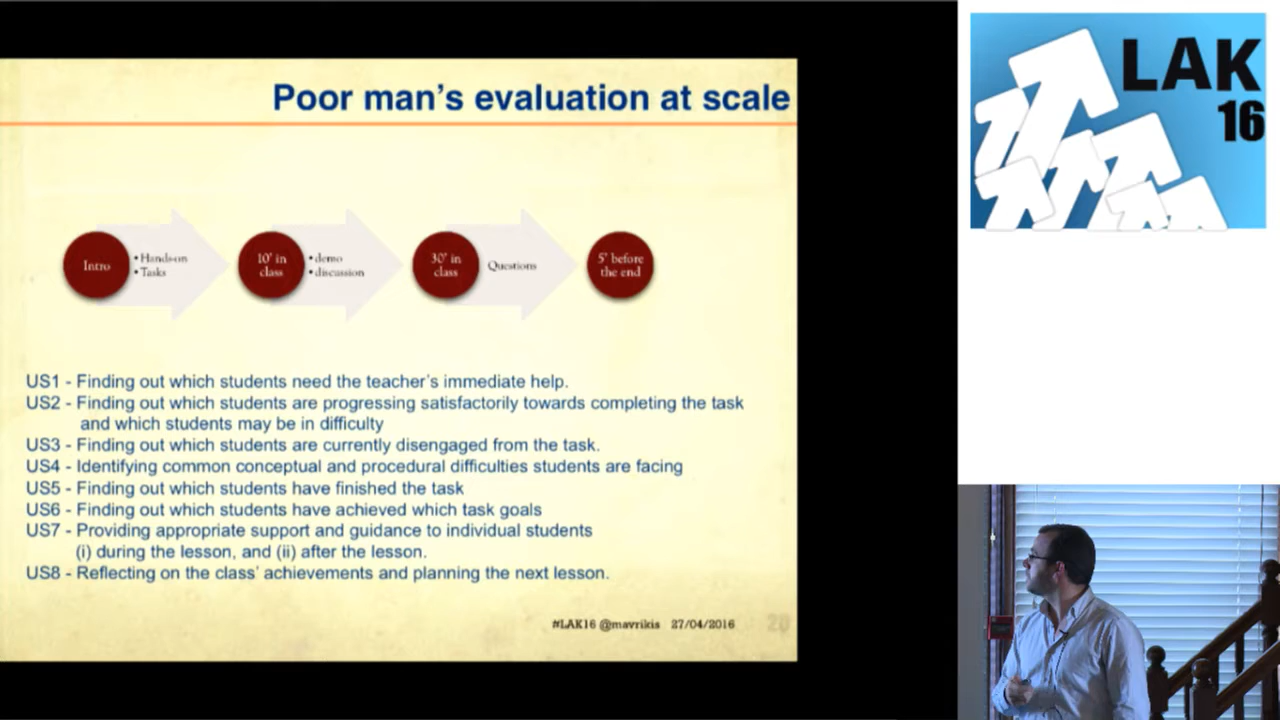 Poor man's evaluation at scale
Intro
• Hands-on
• Tasks
10' in
class
• demo
• discussion
30' in
class
Questions
5' before
the end
US1 - Finding out which students need the teacher's immediate help.
US2 - Finding out which students are progressing satisfactorily towards completing the task
and which students may be in difficulty
US3 - Finding out which students are currently disengaged from the task.
US4 - Identifying common conceptual and procedural difficulties students are facing
US5 - Finding out which students have finished the task
US6 - Finding out which students have achieved which task goals
US7 - Providing appropriate support and guidance to individual students
(i) during the lesson, and (ii) after the lesson.
US8 - Reflecting on the class' achievements and planning the next lesson.
#LAK16 @mavrikis 27/04/2016 20
LAK
16